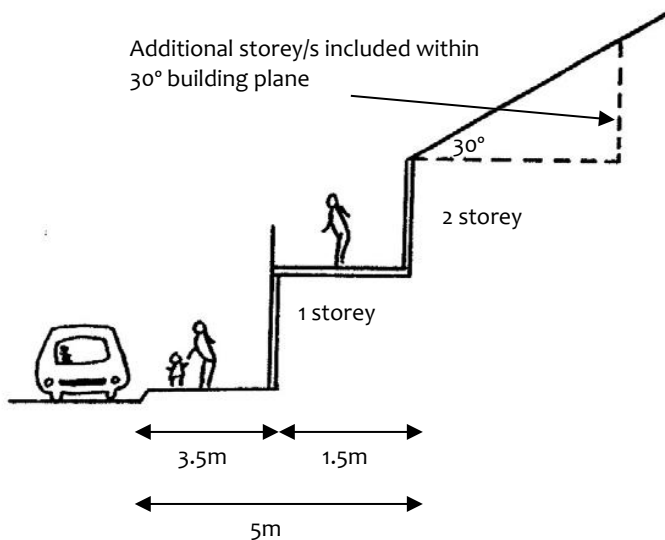 Additional storey/s included within
30° building plane
30°
2 storey
1 storey
3.5m
1.5m
5m